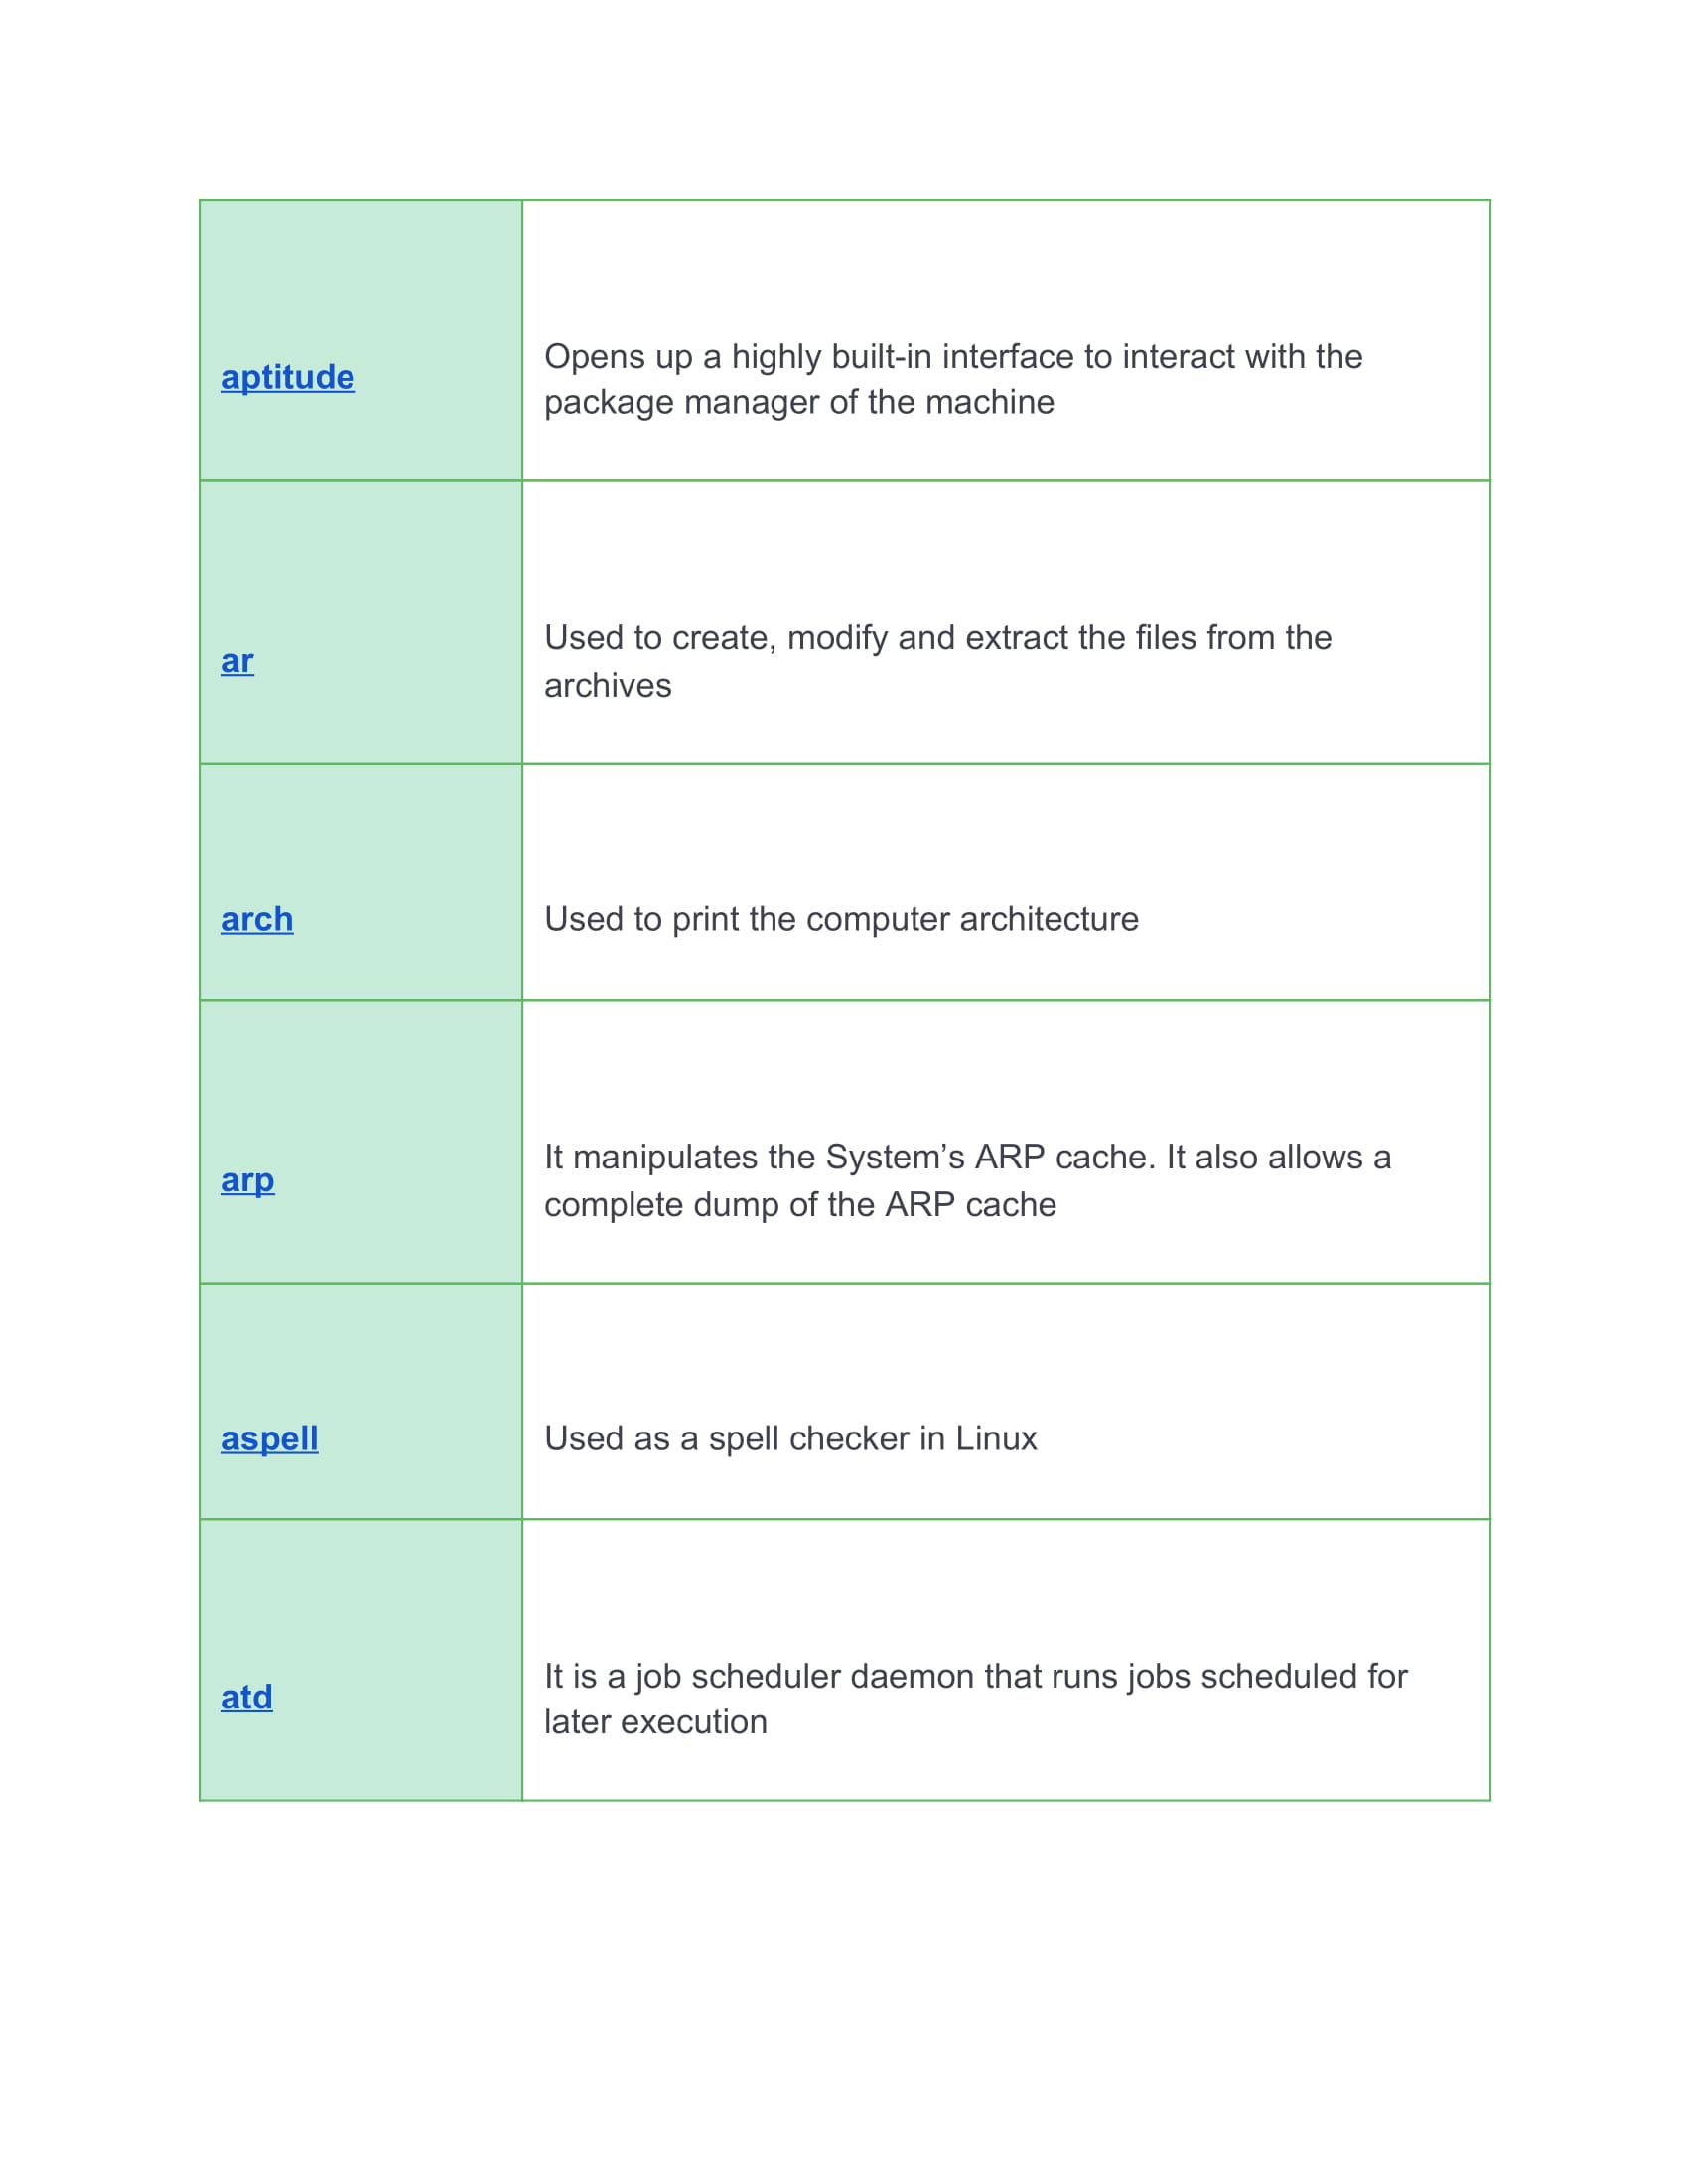 aptitude
Opens up a highly built-in interface to interact with the
package manager of the machine
ar
Used to create, modify and extract the files from the
archives
arch
Used to print the computer architecture
arp
It manipulates the System’s ARP cache. It also allows a
complete dump of the ARP cache
aspell
Used as a spell checker in Linux
atd
It is a job scheduler daemon that runs jobs scheduled for
later execution